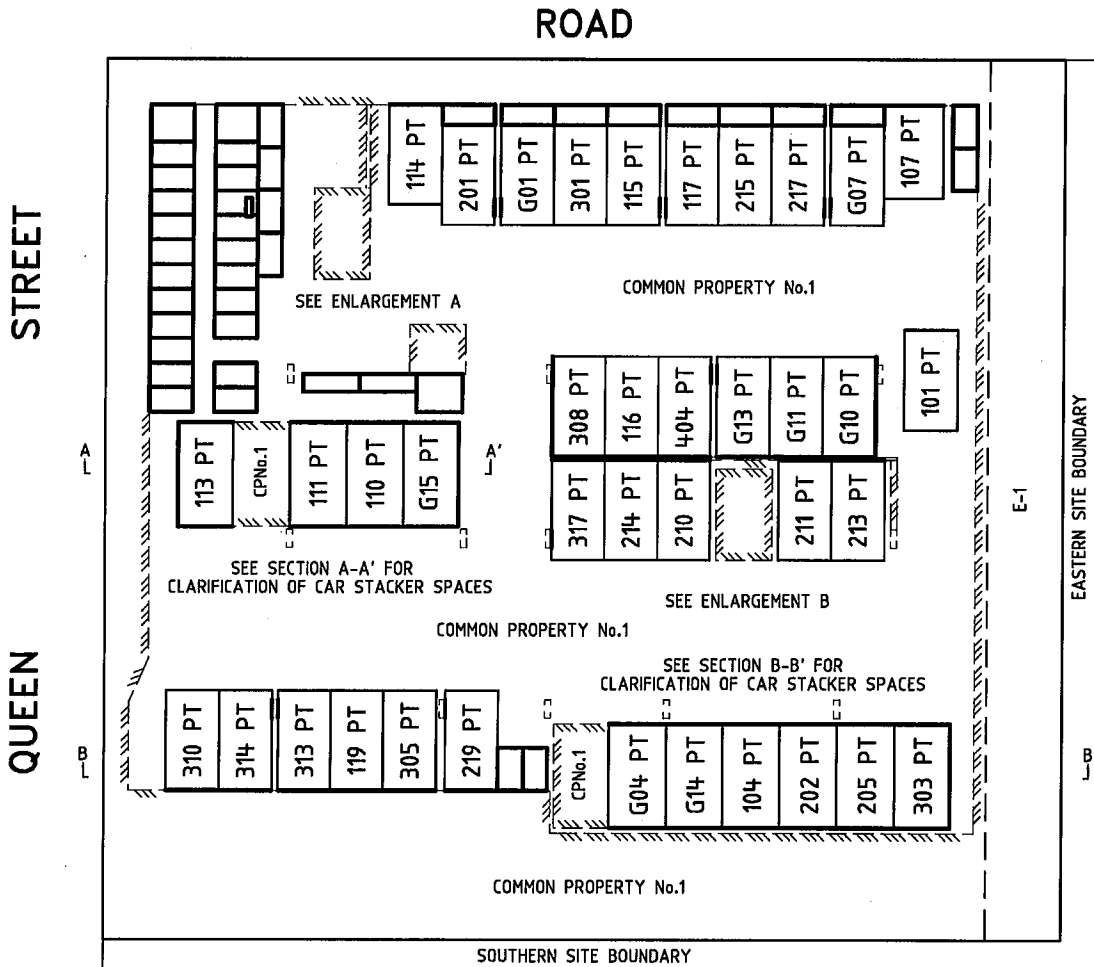 ROAD
STREET
QUEEN
114 PT
201 PT
G01 PT
301 PT
115 PT
117 PT
215 PT
217 PT
G07 PT
107 PT
SEE ENLARGEMENT A
COMMON PROPERTY No.1
101 PT
308 PT
116 PT
404 PT
G13 PT
G11 PT
G10 PT
A
113 PT
CPNo.1
111 PT
110 PT
G15 PT
A'
317 PT
214 PT
210 PT
211 PT
213 PT
E-1
EASTERN SITE BOUNDARY
SEE SECTION A-A' FOR
CLARIFICATION OF CAR STACKER SPACES
SEE ENLARGEMENT B
COMMON PROPERTY No.1
SEE SECTION B-B' FOR
CLARIFICATION OF CAR STACKER SPACES
B
310 PT
314 PT
313 PT
119 PT
305 PT
219 PT
CPNo.1
G04 PT
G14 PT
104 PT
202 PT
205 PT
303 PT
B
COMMON PROPERTY No.1
SOUTHERN SITE BOUNDARY